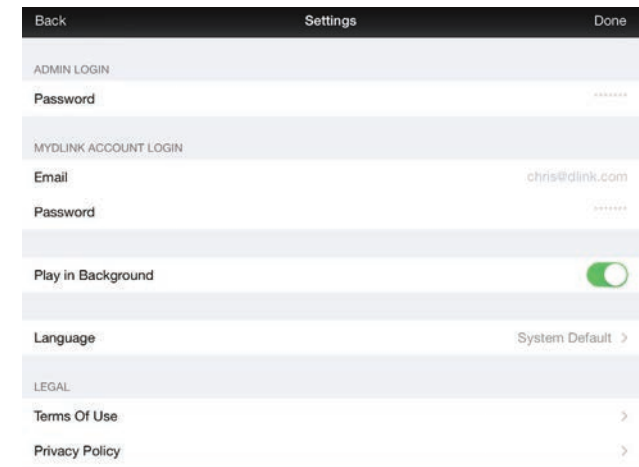 Back Settings Done
ADMIN LOGIN
Password *******
MYDLINK ACCOUNT LOGIN
Email chris@dlink.com
Password ******
Play in Background
Language System Default >
LEGAL
Terms Of Use >
Privacy Policy >